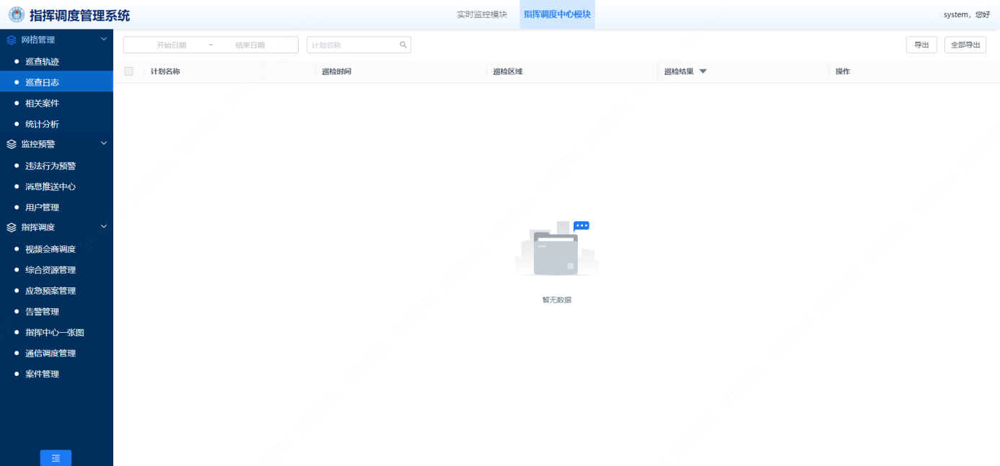 指挥调度管理系统
实时监控模块
指挥调度中心模块
system，您好
网格管理
巡查轨迹
巡查日志
相关案件
统计分析
监控预警
违法行为预警
消息推送中心
用户管理
指挥调度
视频会商调度
综合资源管理
应急预案管理
告警管理
指挥中心一张图
通信调度管理
案件管理
开始日期 ~ 结束日期
计划名称
导出
全部导出
计划名称 巡检时间 巡检区域 巡检结果 操作
暂无数据